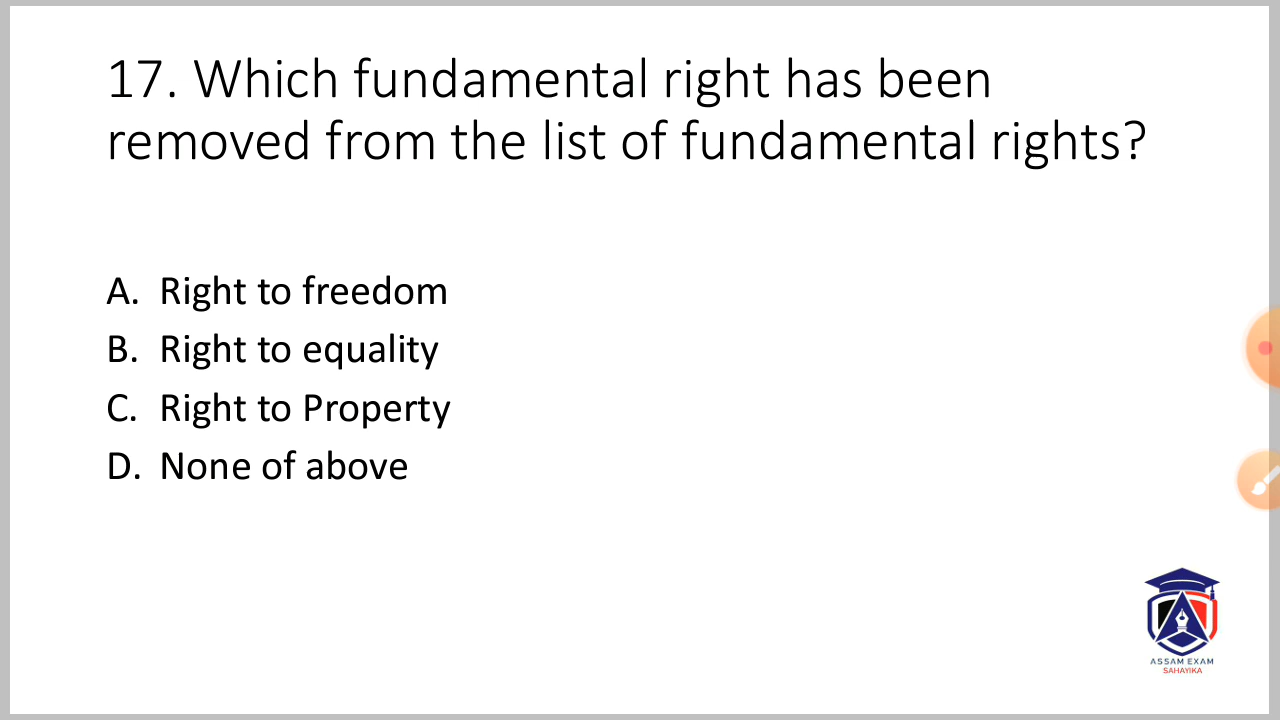 17. Which fundamental right has been
removed from the list of fundamental rights?
A. Right to freedom
B. Right to equality
C. Right to Property
D. None of above
ASSAM EXAM
SAHAYIKA